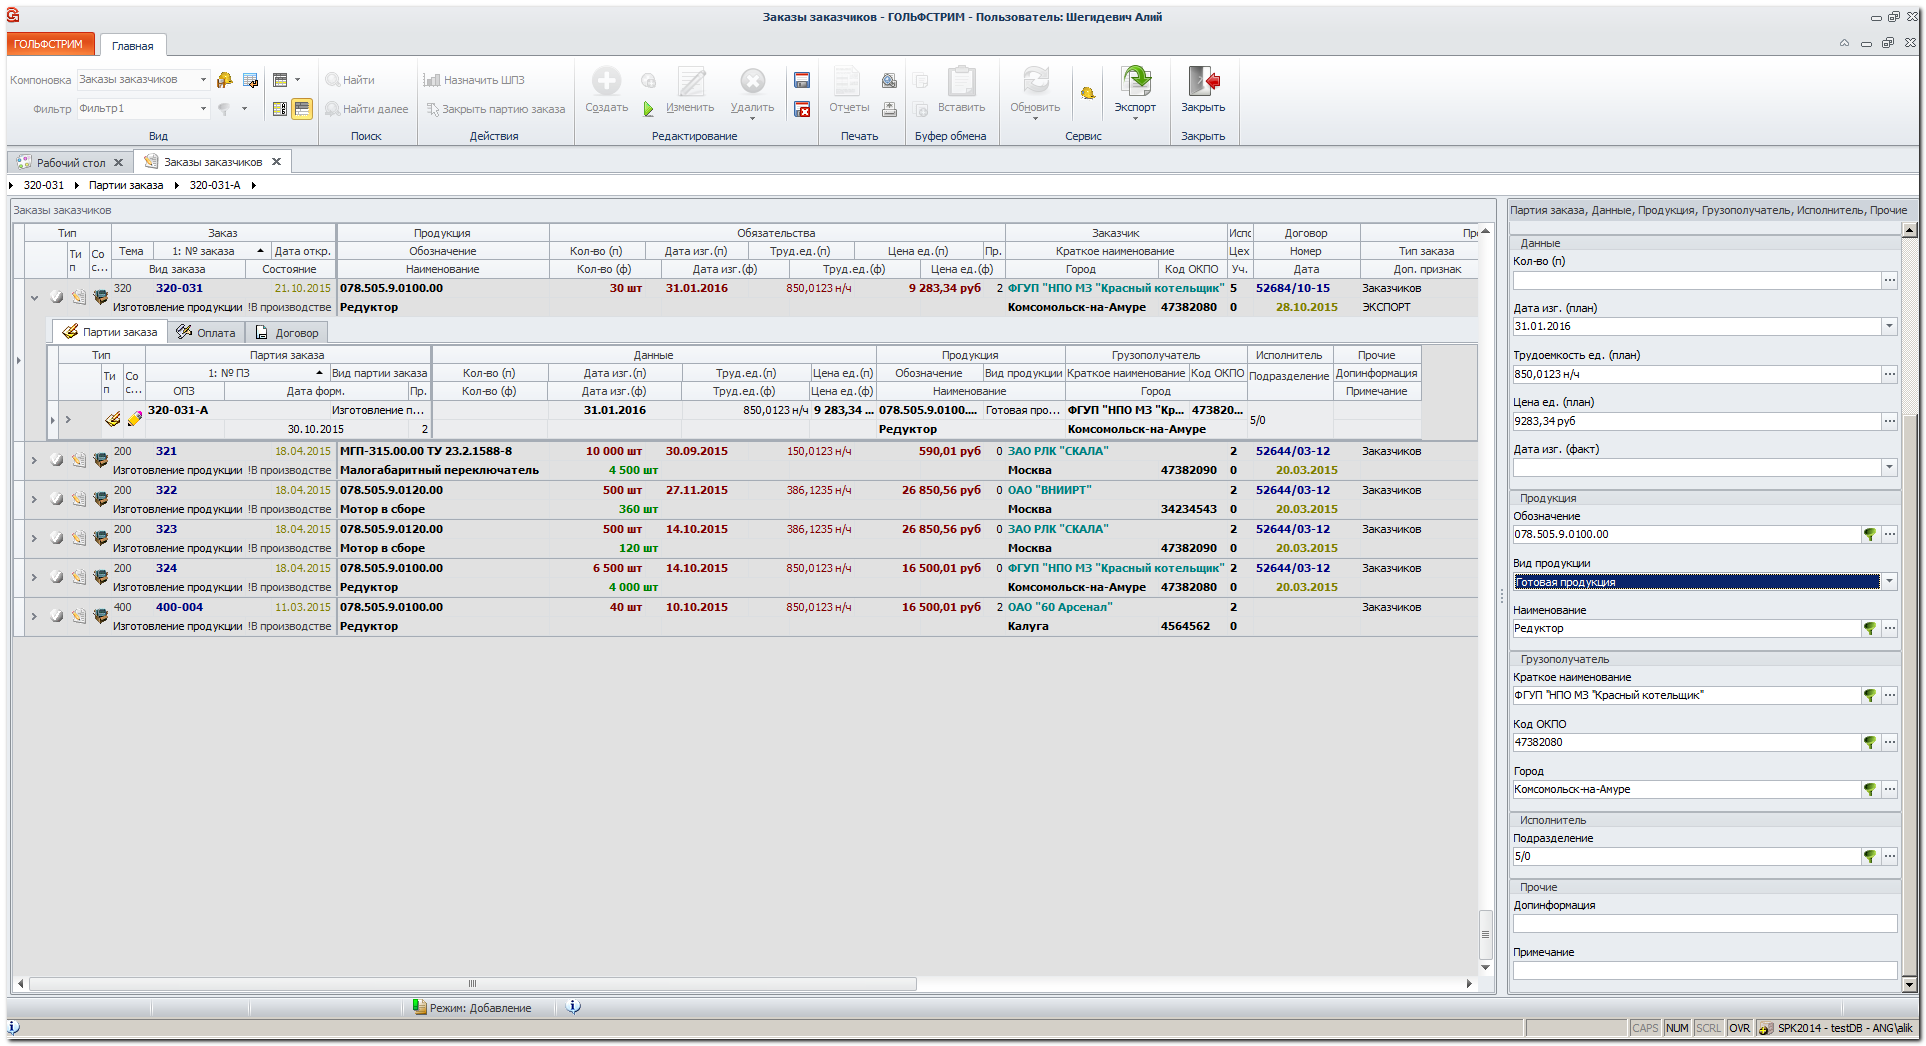 Заказы заказчиков - ГОЛЬФСТРИМ - Пользователь: Шегидевич Алий
ГОЛЬФСТРИМ Главная
Компоновка Заказы заказчиков Найти Назначить ШПЗ
Фильтр Фильтр1 Найти далее Закрыть партию заказа Создать Изменить Удалить Отчеты Вставить Обновить Экспорт Закрыть
Вид Поиск Действия Редактирование Печать Буфер обмена Сервис Закрыть
Рабочий стол Заказы заказчиков
320-031 Партии заказа 320-031-А
Заказы заказчиков
Тип Заказ Продукция Обязательства Заказчик Испо Договор Пр
Ти п Со с... Тема 1: № заказа Дата откр. Обозначение Кол-во (п) Дата изг.(п) Труд.ед.(п) Цена ед.(п) Пр. Краткое наименование Цех Номер Тип заказа
Вид заказа Состояние Наименование Кол-во (ф) Дата изг.(ф) Труд.ед.(ф) Цена ед.(ф) Город Код ОКПО Уч. Дата Доп. признак
320 320-031 21.10.2015 078.505.9.0100.00 30 шт 31.01.2016 850,0123 н/ч 9 283,34 руб 2 ФГУП "НПО МЗ "Красный котельщик" 5 52684/10-15 Заказчиков
Изготовление продукции !В производстве Редуктор Комсомольск-на-Амуре 47382080 0 28.10.2015 ЭКСПОРТ
Партии заказа Оплата Договор
Тип Партия заказа Данные Продукция Грузополучатель Исполнитель Прочие
Ти п Со с... 1: № ПЗ Вид партии заказа Кол-во (п) Дата изг.(п) Труд.ед.(п) Цена ед.(п) Обозначение Вид продукции Краткое наименование Код ОКПО Подразделение Допинформация
ОПЗ Дата форм. Пр. Кол-во (ф) Дата изг.(ф) Труд.ед.(ф) Цена ед.(ф) Наименование Город Примечание
320-031-А Изготовление п... 31.01.2016 850,0123 н/ч 9 283,34 ... 078.505.9.0100.... Готовая про... ФГУП "НПО МЗ "Кр... 473820... 5/0
30.10.2015 2 Редуктор Комсомольск-на-Амуре
200 321 18.04.2015 МГП-315.00.00 ТУ 23.2.1588-8 10 000 шт 30.09.2015 150,0123 н/ч 590,01 руб 0 ЗАО РЛК "СКАЛА" 2 52644/03-12 Заказчиков
Изготовление продукции !В производстве Малогабаритный переключатель 4 500 шт Москва 47382090 0 20.03.2015
200 322 18.04.2015 078.505.9.0120.00 500 шт 27.11.2015 386,1235 н/ч 26 850,56 руб 0 ОАО "ВНИИРТ" 2 52644/03-12 Заказчиков
Изготовление продукции !В производстве Мотор в сборе 360 шт Москва 34234543 0 20.03.2015
200 323 18.04.2015 078.505.9.0120.00 500 шт 14.10.2015 386,1235 н/ч 26 850,56 руб 0 ЗАО РЛК "СКАЛА" 2 52644/03-12 Заказчиков
Изготовление продукции !В производстве Мотор в сборе 120 шт Москва 47382090 0 20.03.2015
200 324 18.04.2015 078.505.9.0100.00 6 500 шт 14.10.2015 850,0123 н/ч 16 500,01 руб 0 ФГУП "НПО МЗ "Красный котельщик" 2 52644/03-12 Заказчиков
Изготовление продукции !В производстве Редуктор 4 000 шт Комсомольск-на-Амуре 47382080 0 20.03.2015
400 400-004 11.03.2015 078.505.9.0100.00 40 шт 10.10.2015 850,0123 н/ч 16 500,01 руб 2 ОАО "60 Арсенал" 2 Заказчиков
Изготовление продукции !В производстве Редуктор Калуга 4564562 0
Партия заказа, Данные, Продукция, Грузополучатель, Исполнитель, Прочие
Данные
Кол-во (п)
Дата изг. (план)
31.01.2016
Трудоемкость ед. (план)
850,0123 н/ч
Цена ед. (план)
9283,34 руб
Дата изг. (факт)
Продукция
Обозначение
078.505.9.0100.00
Вид продукции
Готовая продукция
Наименование
Редуктор
Грузополучатель
Краткое наименование
ФГУП "НПО МЗ "Красный котельщик"
Код ОКПО
47382080
Город
Комсомольск-на-Амуре
Исполнитель
Подразделение
5/0
Прочие
Допинформация
Примечание
Режим: Добавление
CAPS NUM SCRL OVR SPK2014 - testDB - ANG\alik